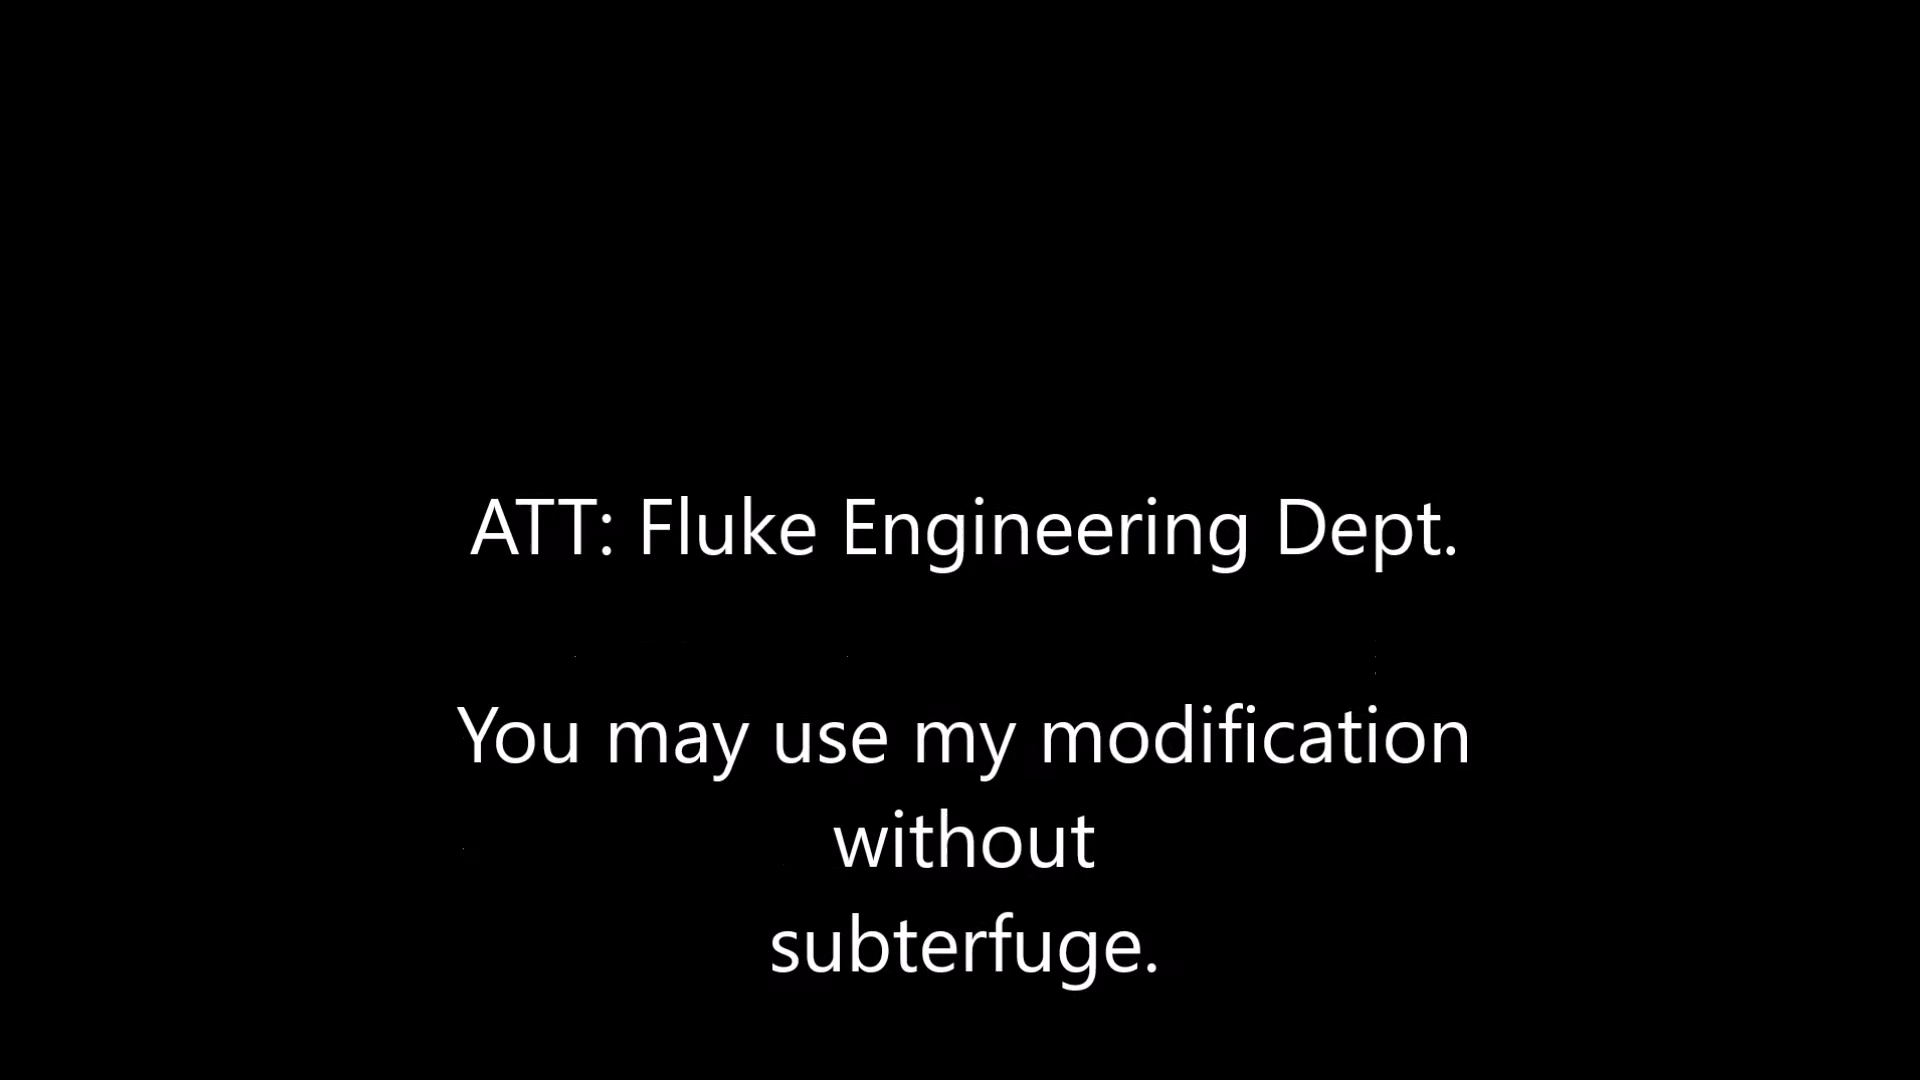 ATT: Fluke Engineering Dept.
You may use my modification
without
subterfuge.